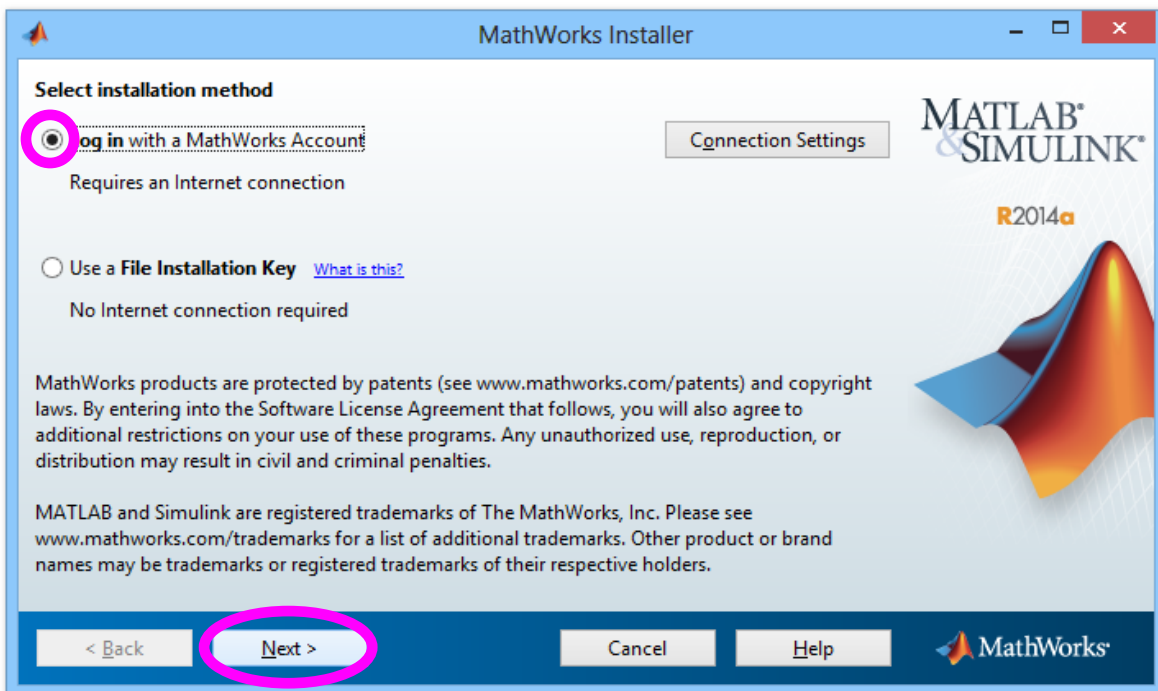 MathWorks Installer
Select installation method
Log in with a MathWorks Account
Connection Settings
Requires an Internet connection
Use a File Installation Key What is this?
No Internet connection required
MathWorks products are protected by patents (see www.mathworks.com/patents) and copyright
laws. By entering into the Software License Agreement that follows, you will also agree to
additional restrictions on your use of these programs. Any unauthorized use, reproduction, or
distribution may result in civil and criminal penalties.
MATLAB and Simulink are registered trademarks of The MathWorks, Inc. Please see
www.mathworks.com/trademarks for a list of additional trademarks. Other product or brand
names may be trademarks or registered trademarks of their respective holders.
MATLAB®
&SIMULINK®
R2014a
< Back
Next >
Cancel
Help
MathWorks®